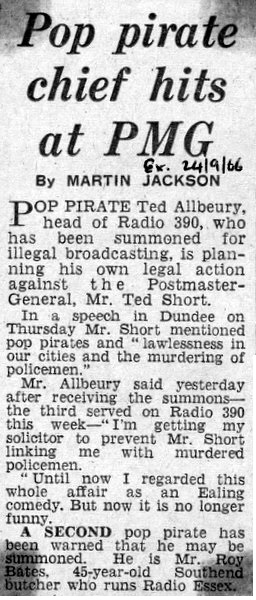 Pop pirate
chief hits
at PMG
Ex. 24/9/66
By MARTIN JACKSON
POP PIRATE Ted Allbeury,
head of Radio 390, who
has been summoned for
illegal broadcasting, is plan-
ning his own legal action
against the Postmaster-
General, Mr. Ted Short.
In a speech in Dundee on
Thursday Mr. Short mentioned
pop pirates and "lawlessness in
our cities and the murdering of
policemen."
Mr. Allbeury said yesterday
after receiving the summons—
the third served on Radio 390
this week—"I'm getting my
solicitor to prevent Mr. Short
linking me with murdered
policemen.
"Until now I regarded this
whole affair as an Ealing
comedy. But now it is no longer
funny.
A SECOND pop pirate has
been warned that he may be
summoned. He is Mr. Roy
Bates, 45-year-old Southend
butcher who runs Radio Essex.